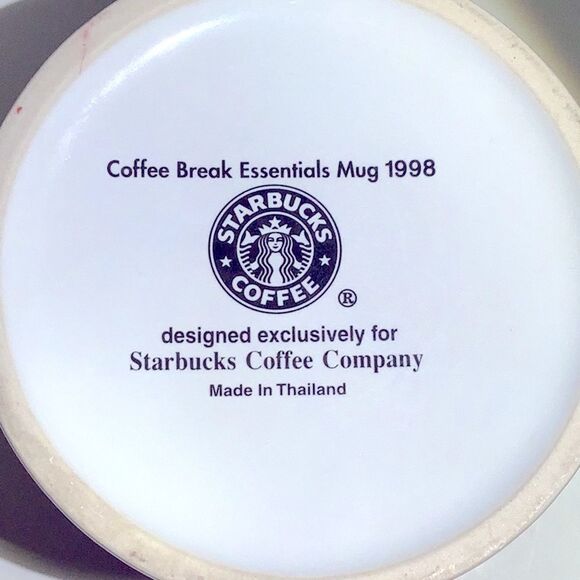 Coffee Break Essentials Mug 1998
STARBUCKS
COFFEE
®
designed exclusively for
Starbucks Coffee Company
Made In Thailand